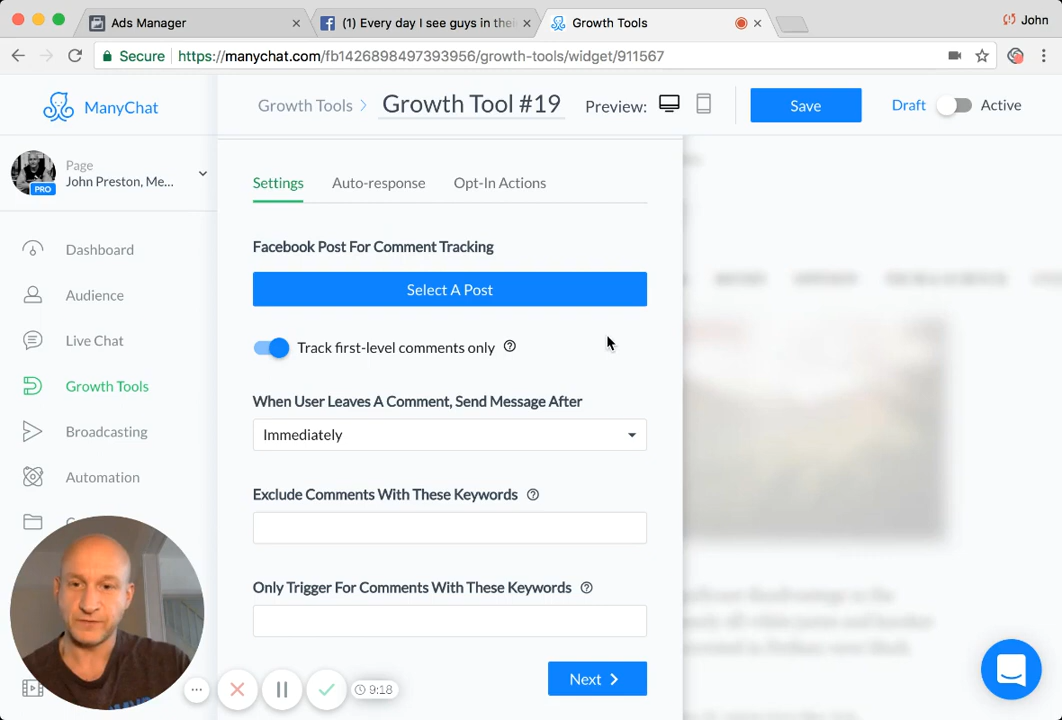 Ads Manager
(1) Every day I see guys in thei
Growth Tools
John
Secure
https://manychat.com/fb1426898497393956/growth-tools/widget/911567
ManyChat
Growth Tools
Growth Tool #19
Preview:
Save
Draft
Active
Page
John Preston, Me...
PRO
Dashboard
Audience
Live Chat
Growth Tools
Broadcasting
Automation
Settings
Auto-response
Opt-In Actions
Facebook Post For Comment Tracking
Select A Post
Track first-level comments only
When User Leaves A Comment, Send Message After
Immediately
Exclude Comments With These Keywords
Only Trigger For Comments With These Keywords
Next
9:18